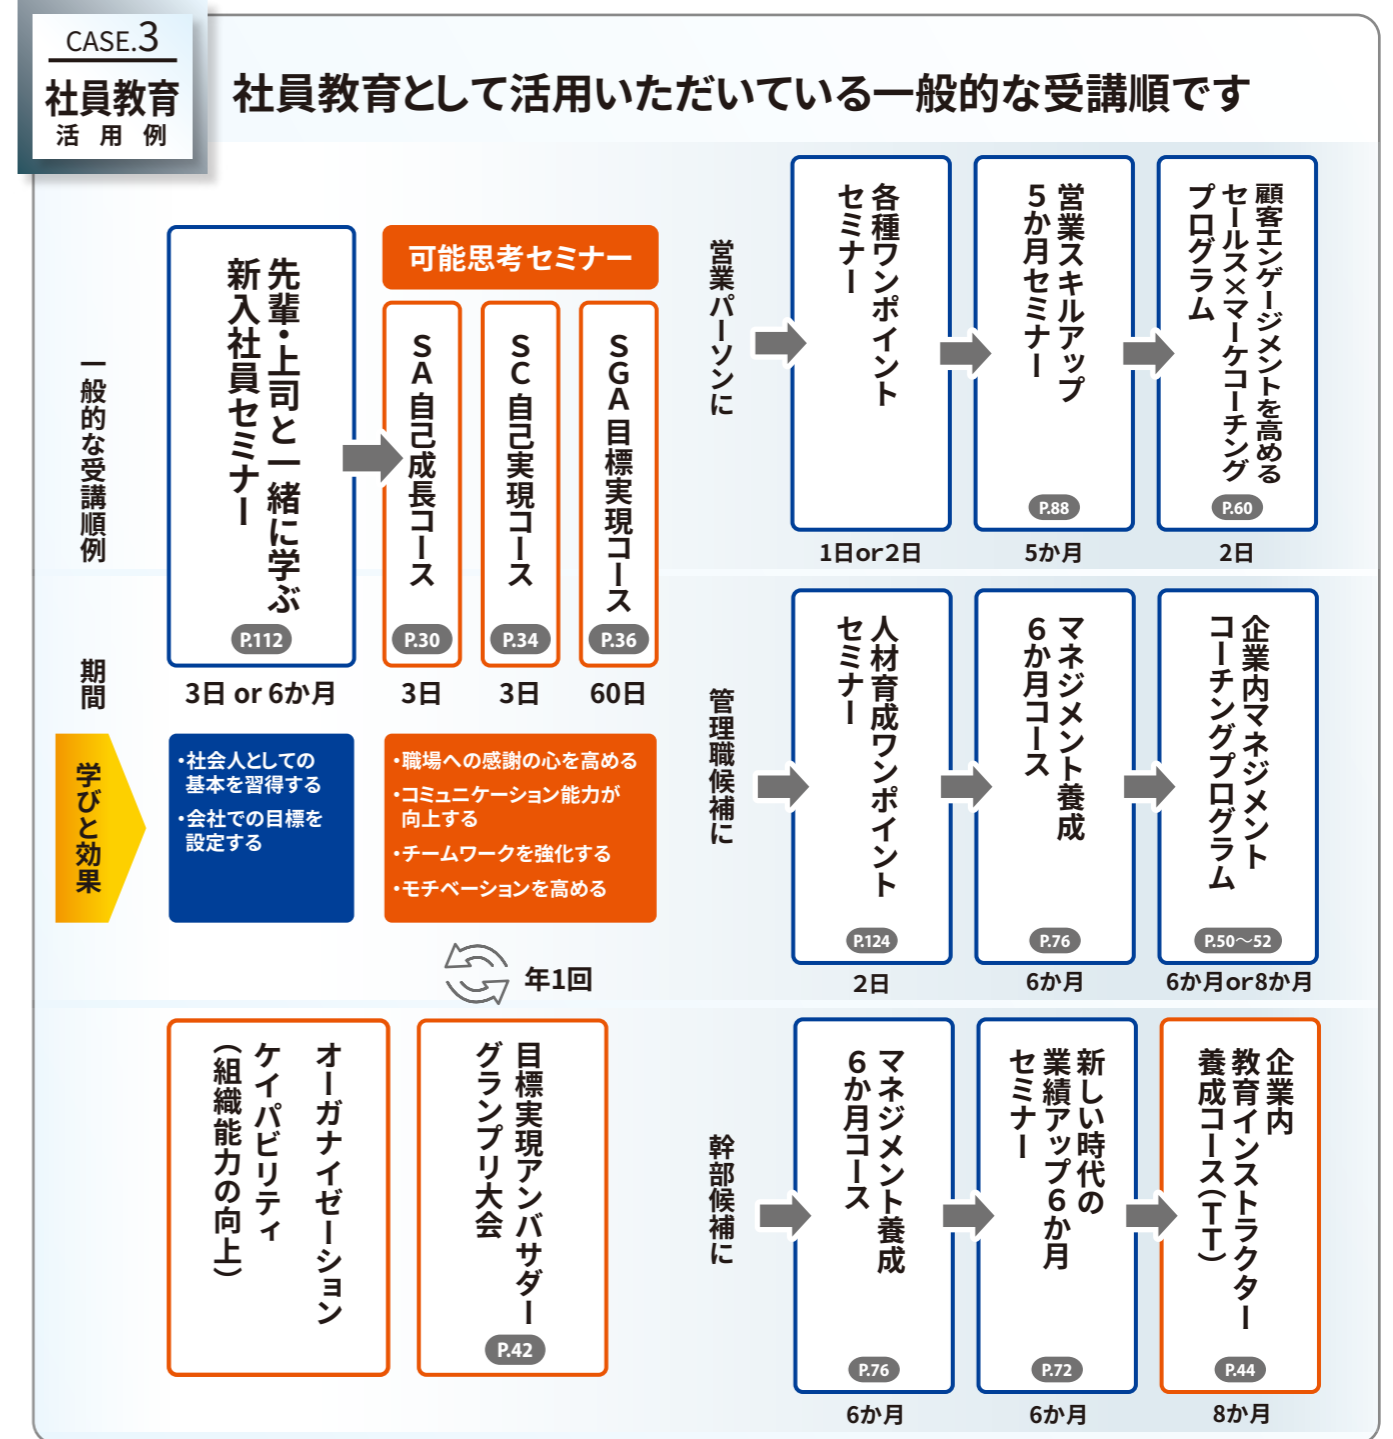 CASE.3
社員教育
活用例
社員教育として活用いただいている一般的な受講順です
一般的な受講順例
先輩・上司と一緒に学ぶ
新入社員セミナー
P.112
可能思考セミナー
SA 自己成長コース
P.30
SC 自己実現コース
P.34
SGA 目標実現コース
P.36
期間
3日 or 6か月
3日
3日
60日
学びと効果
・社会人としての
基本を習得する
・会社での目標を
設定する
・職場への感謝の心を高める
・コミュニケーション能力が
向上する
・チームワークを強化する
・モチベーションを高める
年1回
オーガナイゼーション
ケイパビリティ
(組織能力の向上)
目標実現アンバサダー
グランプリ大会
P.42
営業パーソンに
各種ワンポイント
セミナー
1日or2日
営業スキルアップ
5か月セミナー
P.88
5か月
顧客エンゲージメントを高める
セールス×マーケコーチング
プログラム
P.60
2日
管理職候補に
人材育成ワンポイント
セミナー
P.124
2日
マネジメント養成
6か月コース
P.76
6か月
企業内マネジメント
コーチングプログラム
P.50〜52
6か月or8か月
幹部候補に
マネジメント養成
6か月コース
P.76
6か月
新しい時代の
業績アップ6か月
セミナー
P.72
6か月
企業内
教育インストラクター
養成コース(TT)
P.44
8か月